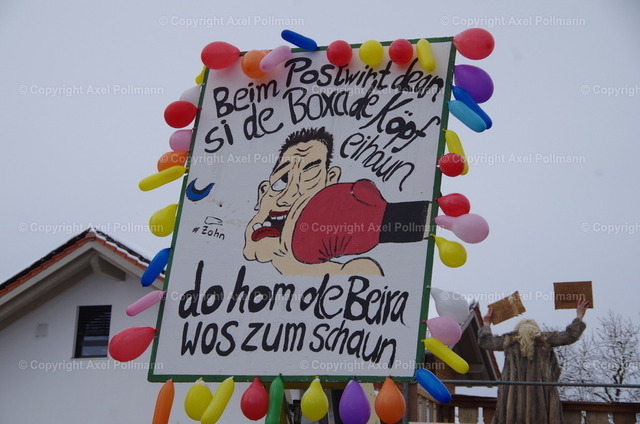 Beim Postwirt dean
si de Boxa de Köpf
eihaun
# Zahn
do hom de Beira
wos zum schaun
© Copyright Axel Pollmann